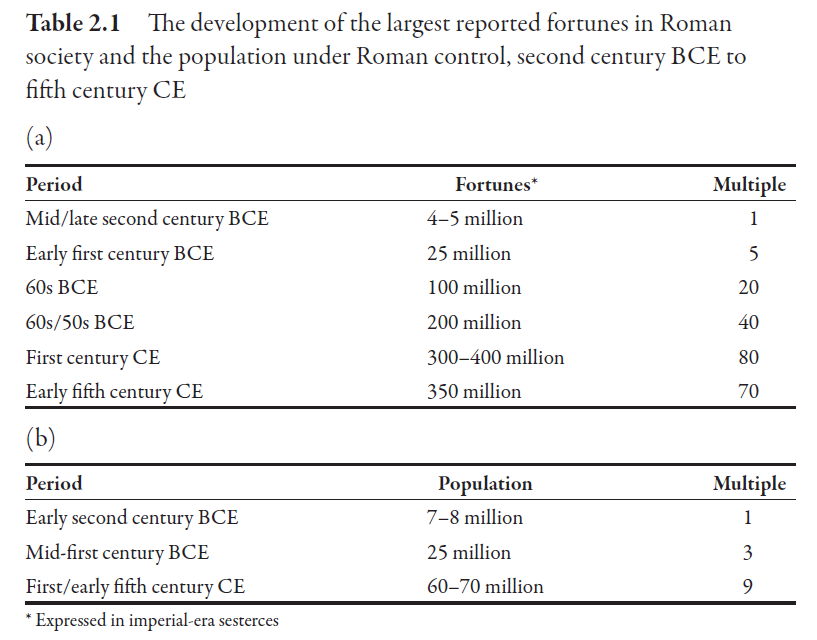 Table 2.1 The development of the largest reported fortunes in Roman
society and the population under Roman control, second century BCE to
fifth century CE
(a)
Period Fortunes* Multiple
Mid/late second century BCE 4–5 million 1
Early first century BCE 25 million 5
60s BCE 100 million 20
60s/50s BCE 200 million 40
First century CE 300–400 million 80
Early fifth century CE 350 million 70
(b)
Period Population Multiple
Early second century BCE 7–8 million 1
Mid-first century BCE 25 million 3
First/early fifth century CE 60–70 million 9
* Expressed in imperial-era sesterces